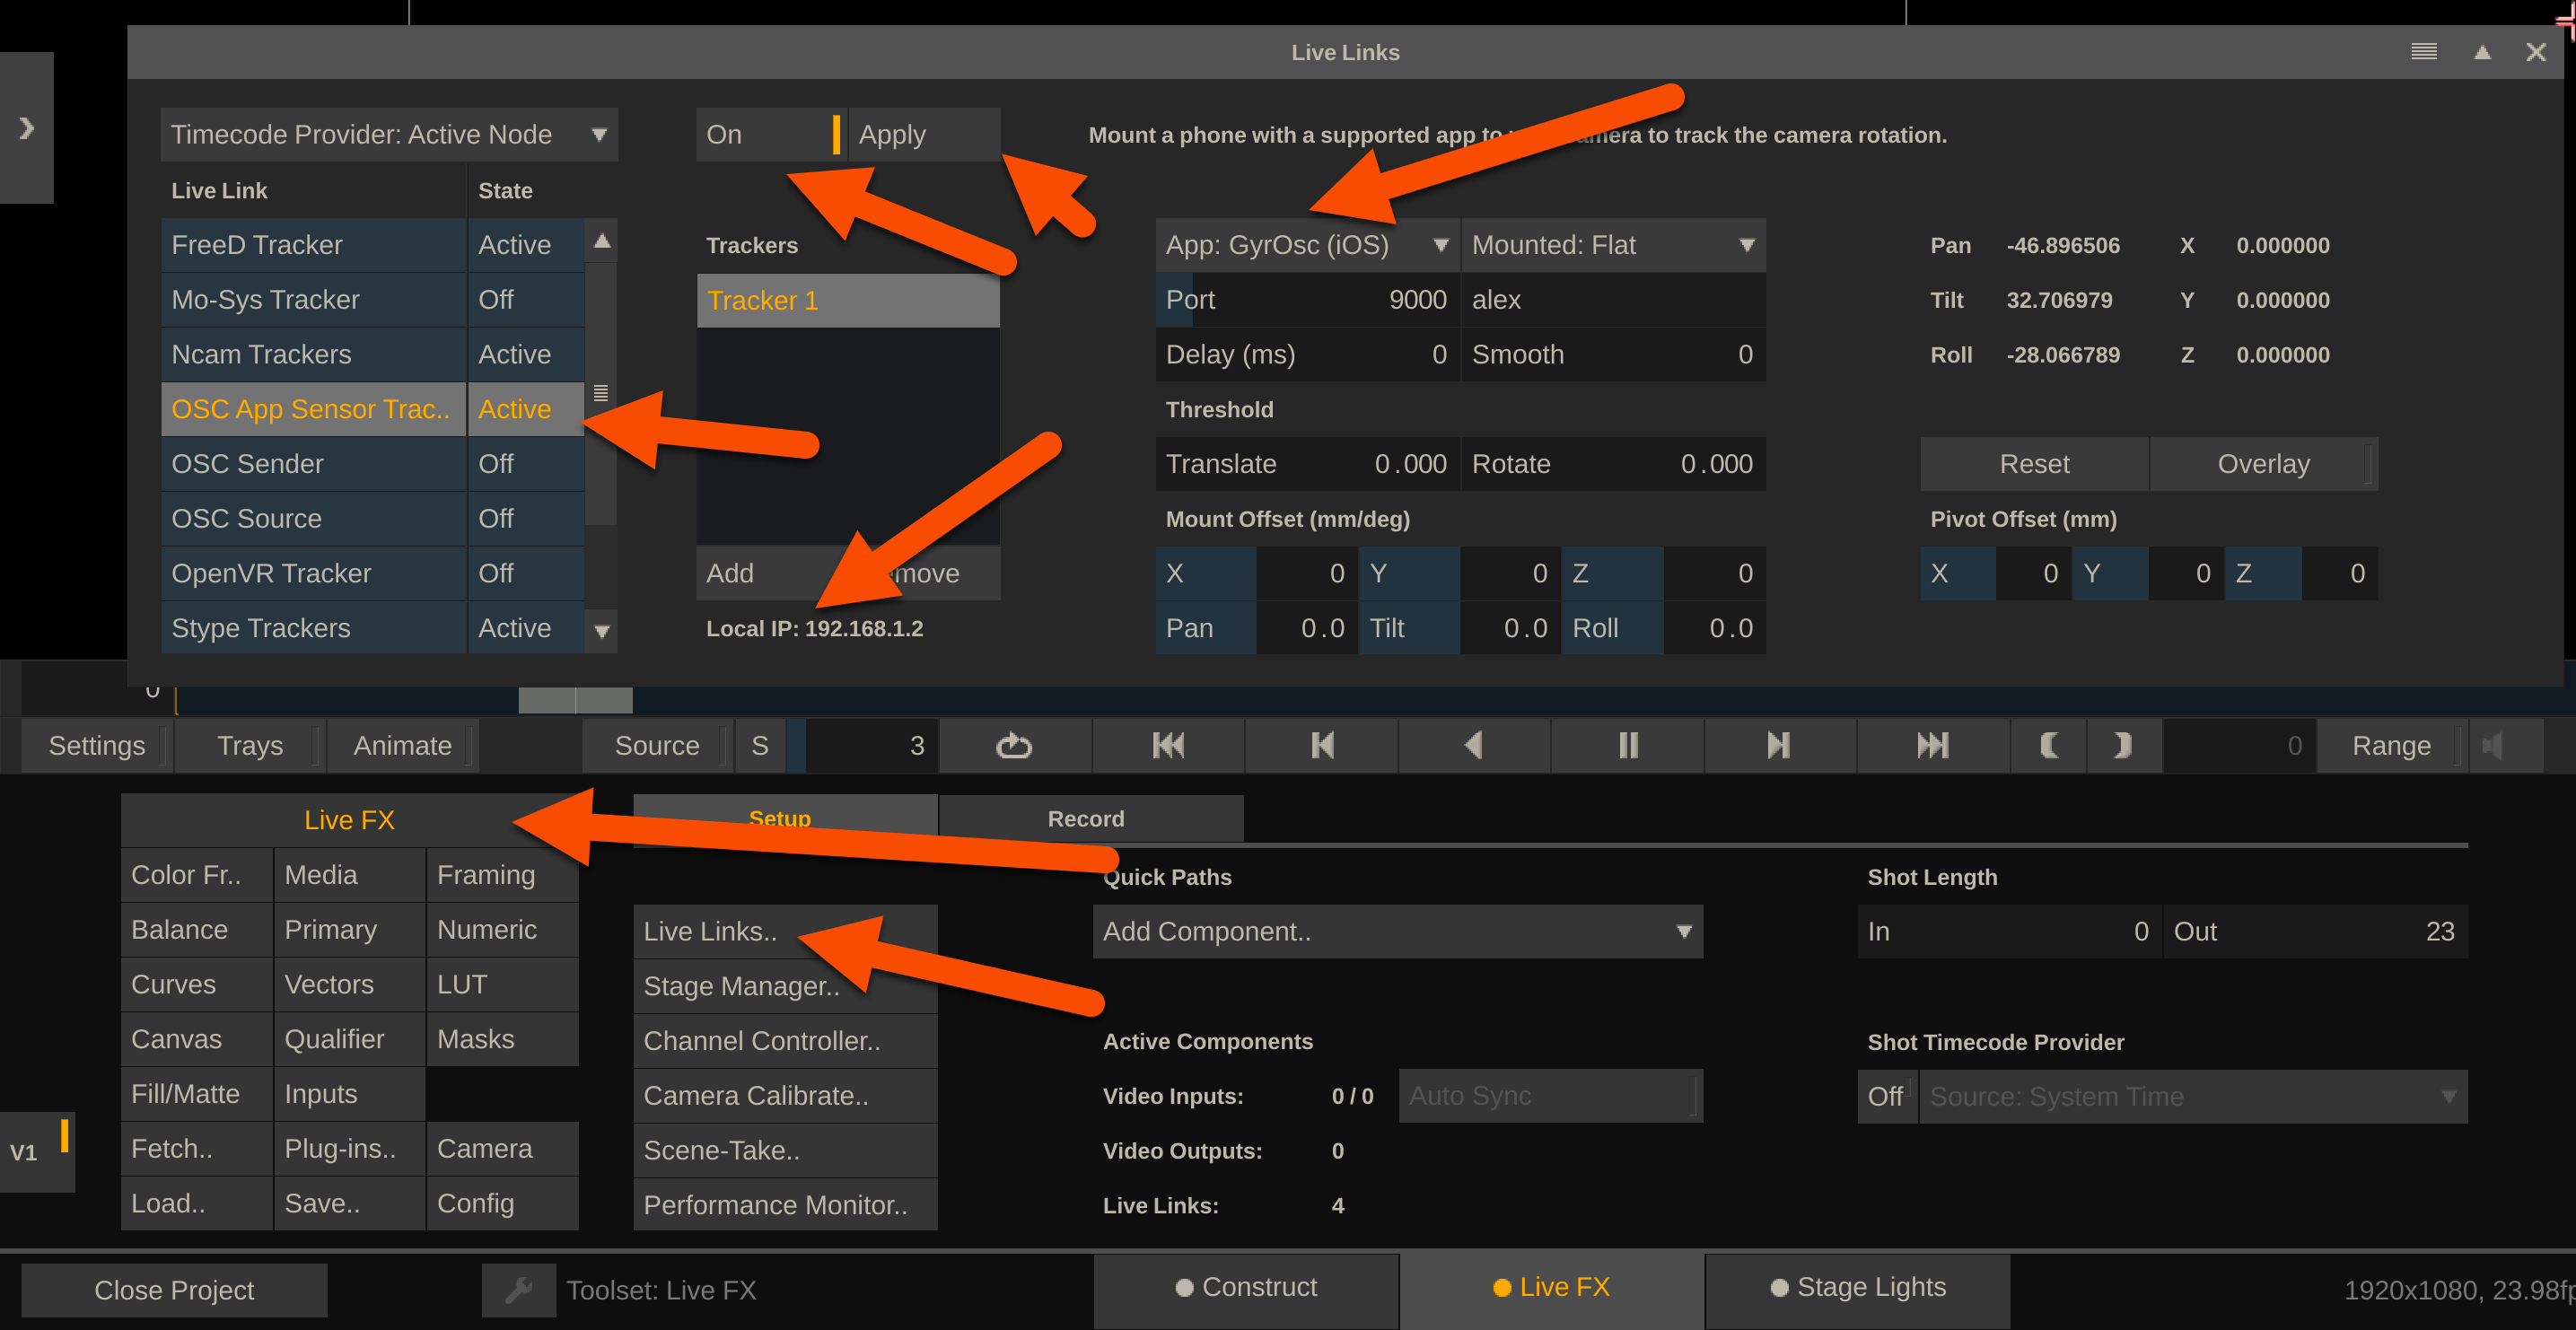 Live Links
Timecode Provider: Active Node
On
Apply
Mount a phone with a supported app to camera to track the camera rotation.
Live Link
State
FreeD Tracker
Active
Mo-Sys Tracker
Off
Ncam Trackers
Active
OSC App Sensor Trac..
Active
OSC Sender
Off
OSC Source
Off
OpenVR Tracker
Off
Stype Trackers
Active
Trackers
Tracker 1
Add
Local IP: 192.168.1.2
App: GyrOsc (iOS)
Mounted: Flat
Port 9000
alex
Delay (ms) 0
Smooth 0
Threshold
Translate 0.000
Rotate 0.000
Mount Offset (mm/deg)
X 0 Y 0 Z 0
Pan 0.0 Tilt 0.0 Roll 0.0
Pan -46.896506 X 0.000000
Tilt 32.706979 Y 0.000000
Roll -28.066789 Z 0.000000
Reset
Overlay
Pivot Offset (mm)
X 0 Y 0 Z 0
0
Settings
Trays
Animate
Source
S
3
0
Range
Live FX
Color Fr.. Media Framing
Balance Primary Numeric
Curves Vectors LUT
Canvas Qualifier Masks
Fill/Matte Inputs
Fetch.. Plug-ins.. Camera
Load.. Save.. Config
V1
Setup
Record
Live Links..
Stage Manager..
Channel Controller..
Camera Calibrate..
Scene-Take..
Performance Monitor..
Quick Paths
Add Component..
Active Components
Video Inputs: 0 / 0
Auto Sync
Video Outputs: 0
Live Links: 4
Shot Length
In 0 Out 23
Shot Timecode Provider
Off
Source: System Time
Close Project
Toolset: Live FX
Construct
Live FX
Stage Lights
1920x1080, 23.98fp